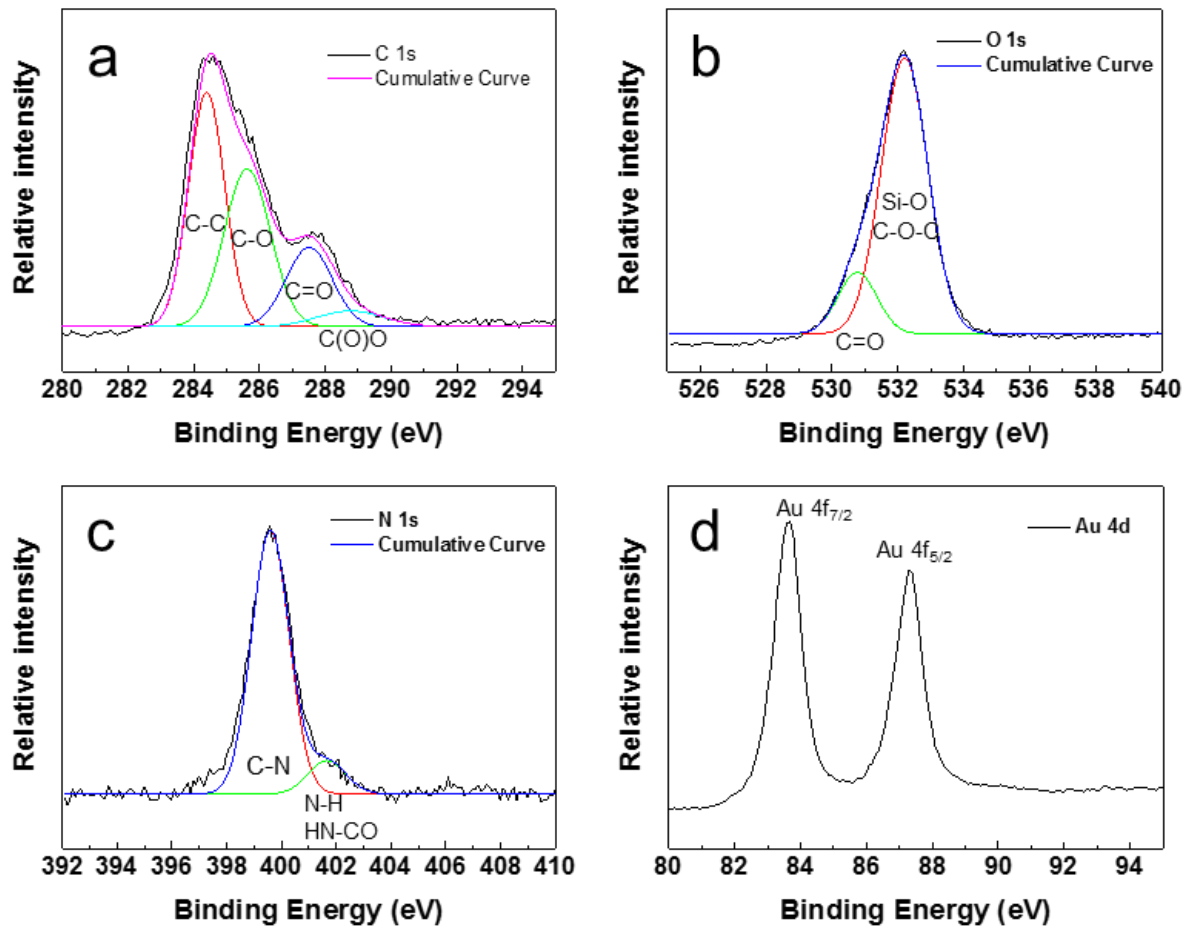 a
C 1s
Cumulative Curve
C-C
C-O
C=O
C(O)O
Relative intensity
280 282 284 286 288 290 292 294
Binding Energy (eV)
b
O 1s
Cumulative Curve
Si-O
C-O-C
C=O
Relative intensity
526 528 530 532 534 536 538 540
Binding Energy (eV)
c
N 1s
Cumulative Curve
C-N
N-H
HN-CO
Relative intensity
392 394 396 398 400 402 404 406 408 410
Binding Energy (eV)
d
Au 4f7/2
Au 4f5/2
Au 4d
Relative intensity
80 82 84 86 88 90 92 94
Binding Energy (eV)